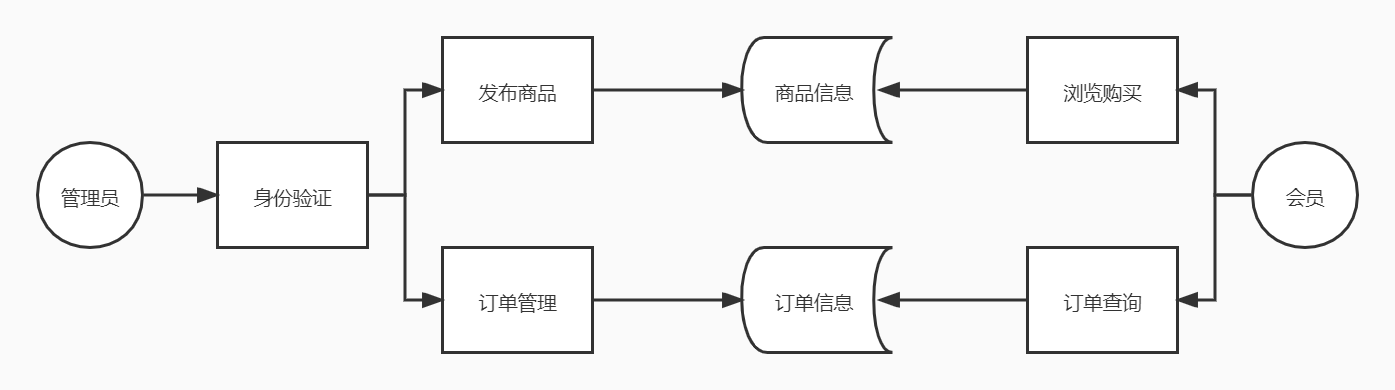 发布商品
商品信息
浏览购买
管理员
身份验证
会员
订单管理
订单信息
订单查询